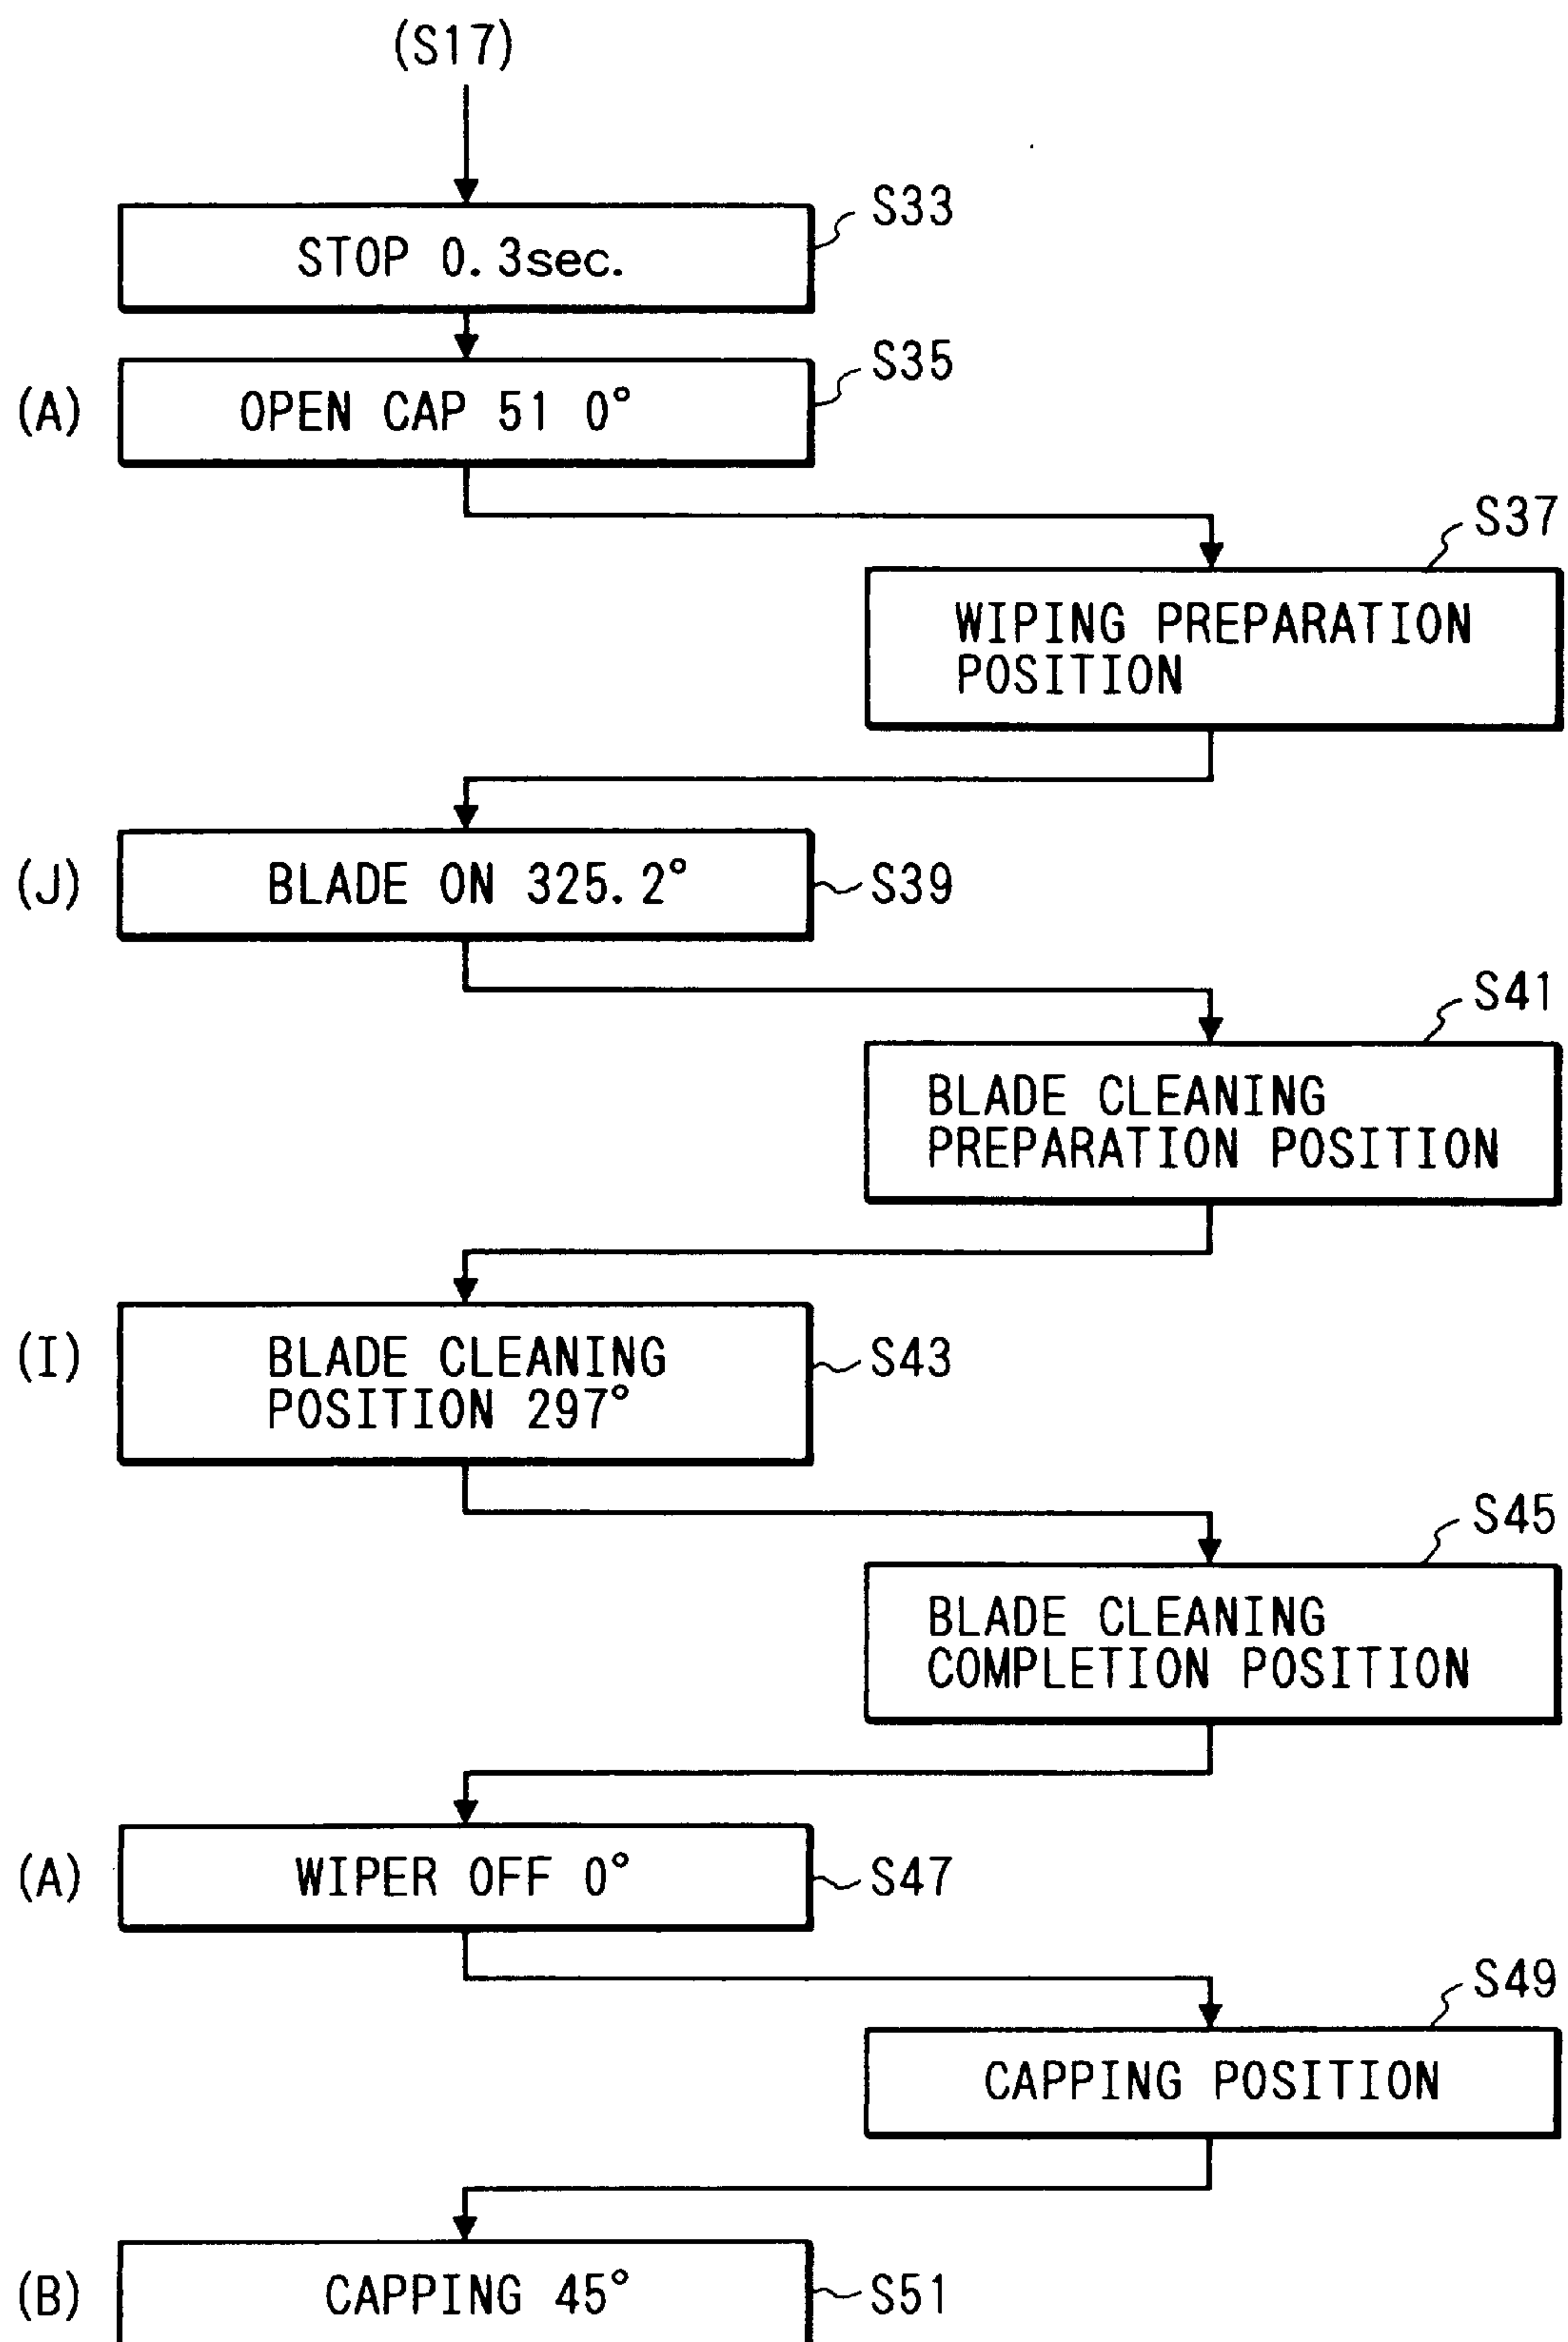 (S17)
S33
STOP 0.3sec.
S35
(A)
OPEN CAP 51 0°
S37
WIPING PREPARATION
POSITION
(J)
BLADE ON 325.2°
S39
S41
BLADE CLEANING
PREPARATION POSITION
(I)
BLADE CLEANING
POSITION 297°
S43
S45
BLADE CLEANING
COMPLETION POSITION
(A)
WIPER OFF 0°
S47
S49
CAPPING POSITION
(B)
CAPPING 45°
S51